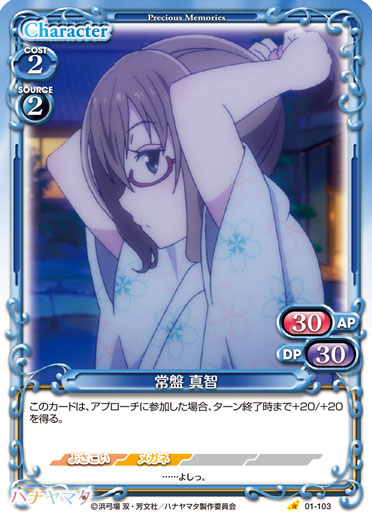 Precious Memories
Character
COST
2
SOURCE
2
30 AP
DP 30
常盤 真智
このカードは、アプローチに参加した場合、ターン終了時まで+20/+20
を得る。
よさこい メガネ
……よしっ。
ハナヤマタ
©浜弓場 双・芳文社／ハナヤマタ製作委員会
01-103